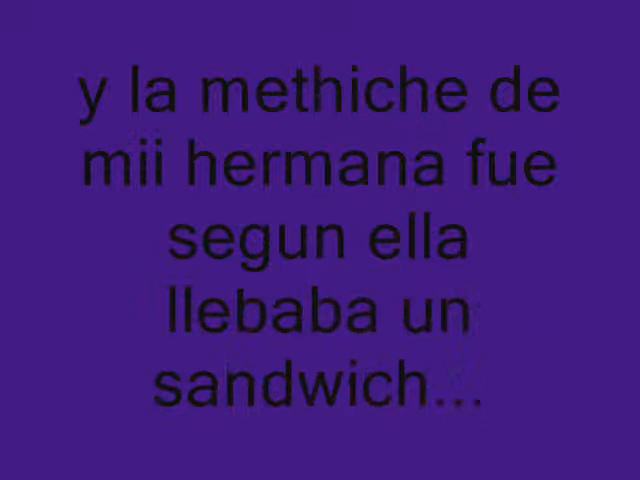 y la methiche de
mii hermana fue
segun ella
llebaba un
sandwich...